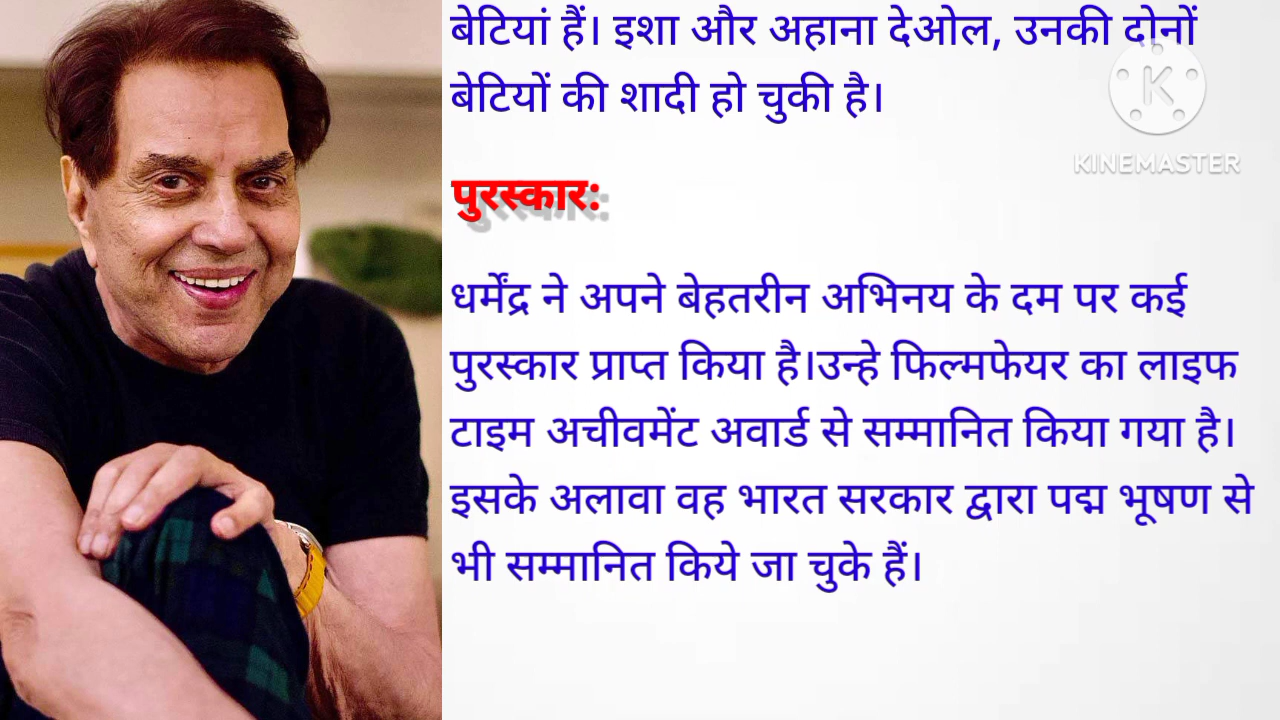 बेटियां हैं। इशा और अहाना देओल, उनकी दोनों
बेटियों की शादी हो चुकी है।
KINEMASTER
पुरस्कार:
धर्मेंद्र ने अपने बेहतरीन अभिनय के दम पर कई
पुरस्कार प्राप्त किया है।उन्हे फिल्मफेयर का लाइफ
टाइम अचीवमेंट अवार्ड से सम्मानित किया गया है।
इसके अलावा वह भारत सरकार द्वारा पद्म भूषण से
भी सम्मानित किये जा चुके हैं।